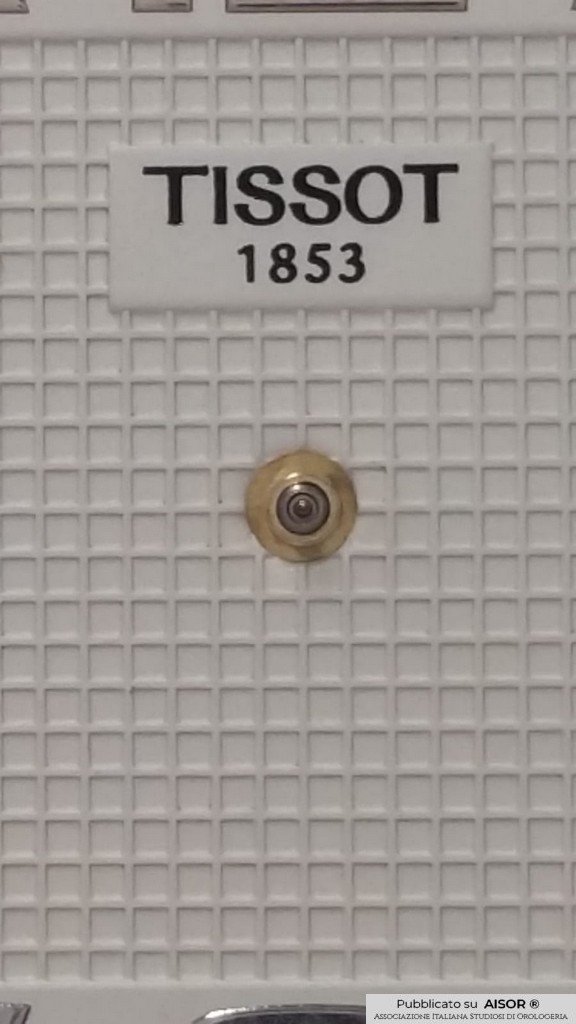 TISSOT
1853
Pubblicato su AISOR ®
Associazione Italiana Studiosi di Orologeria